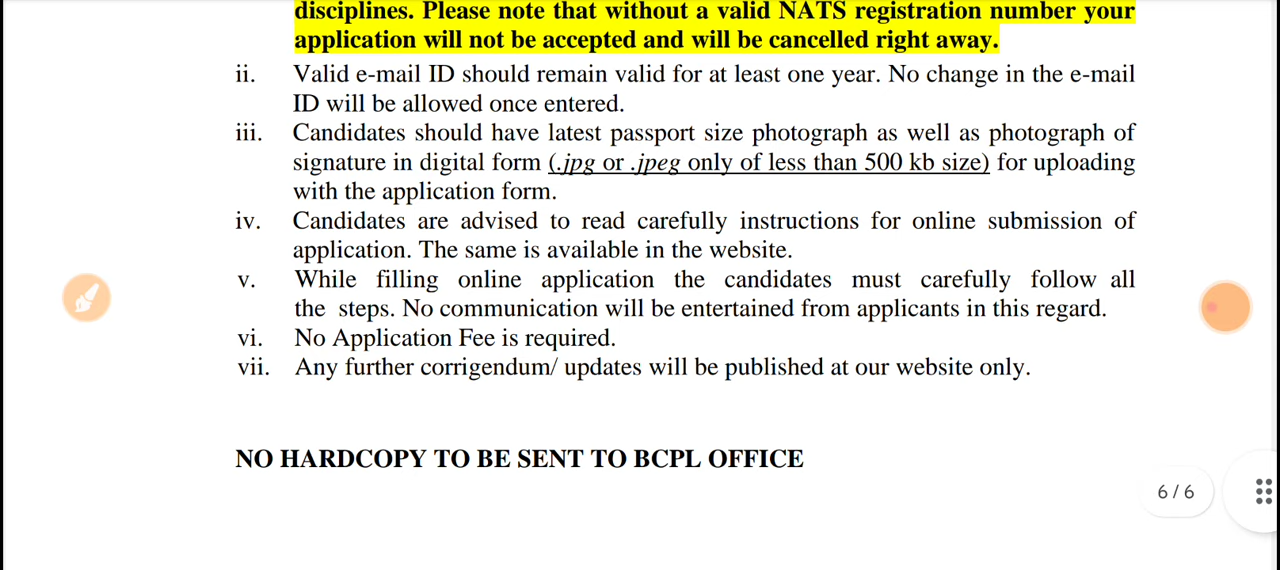 disciplines. Please note that without a valid NATS registration number your
application will not be accepted and will be cancelled right away.
ii. Valid e-mail ID should remain valid for at least one year. No change in the e-mail
ID will be allowed once entered.
iii. Candidates should have latest passport size photograph as well as photograph of
signature in digital form (.jpg or .jpeg only of less than 500 kb size) for uploading
with the application form.
iv. Candidates are advised to read carefully instructions for online submission of
application. The same is available in the website.
v. While filling online application the candidates must carefully follow all
the steps. No communication will be entertained from applicants in this regard.
vi. No Application Fee is required.
vii. Any further corrigendum/ updates will be published at our website only.
NO HARDCOPY TO BE SENT TO BCPL OFFICE
6 / 6